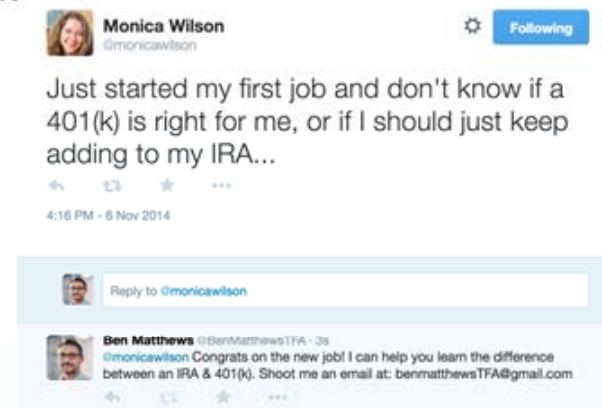 Monica Wilson
@monicawilson
Following
Just started my first job and don't know if a
401(k) is right for me, or if I should just keep
adding to my IRA...
4:16 PM - 6 Nov 2014
Reply to @monicawilson
Ben Matthews @BenMatthewsTFA · 3s
@monicawilson Congrats on the new job! I can help you learn the difference
between an IRA & 401(k). Shoot me an email at: benmatthewsTFA@gmail.com